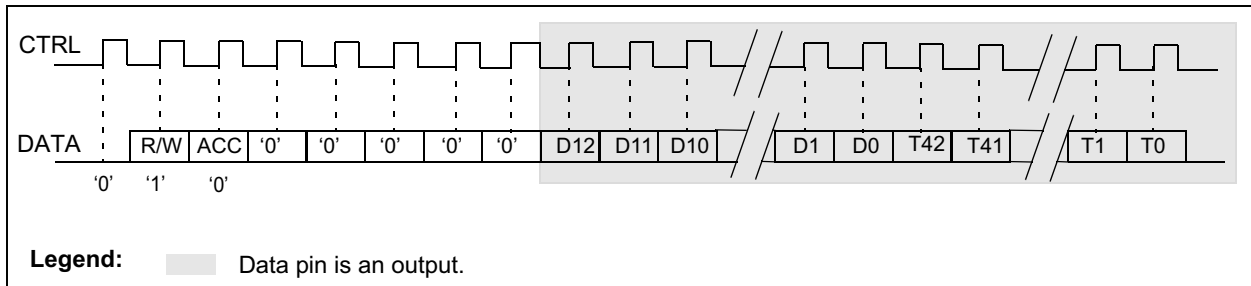 CTRL
DATA R/W ACC ‘0’ ‘0’ ‘0’ ‘0’ ‘0’ D12 D11 D10 D1 D0 T42 T41 T1 T0
‘0’ ‘1’ ‘0’
Legend: Data pin is an output.